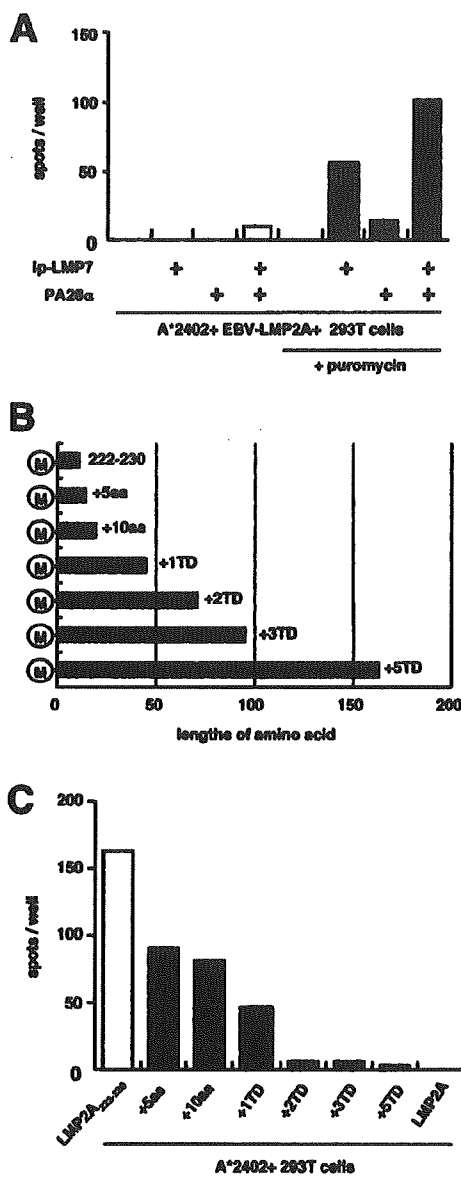 A
150
100
50
0
spots / well
ip-LMP7 + + + +
PA28α + + + +
A*2402+ EBV-LMP2A+ 293T cells
+ puromycin
B
M 222-230
M +5aa
M +10aa
M +1TD
M +2TD
M +3TD
M +5TD
0 50 100 150 200
lengths of amino acid
C
200
150
100
50
0
spots / well
LMP2A222-230 +5aa +10aa +1TD +2TD +3TD +5TD LMP2A
A*2402+ 293T cells